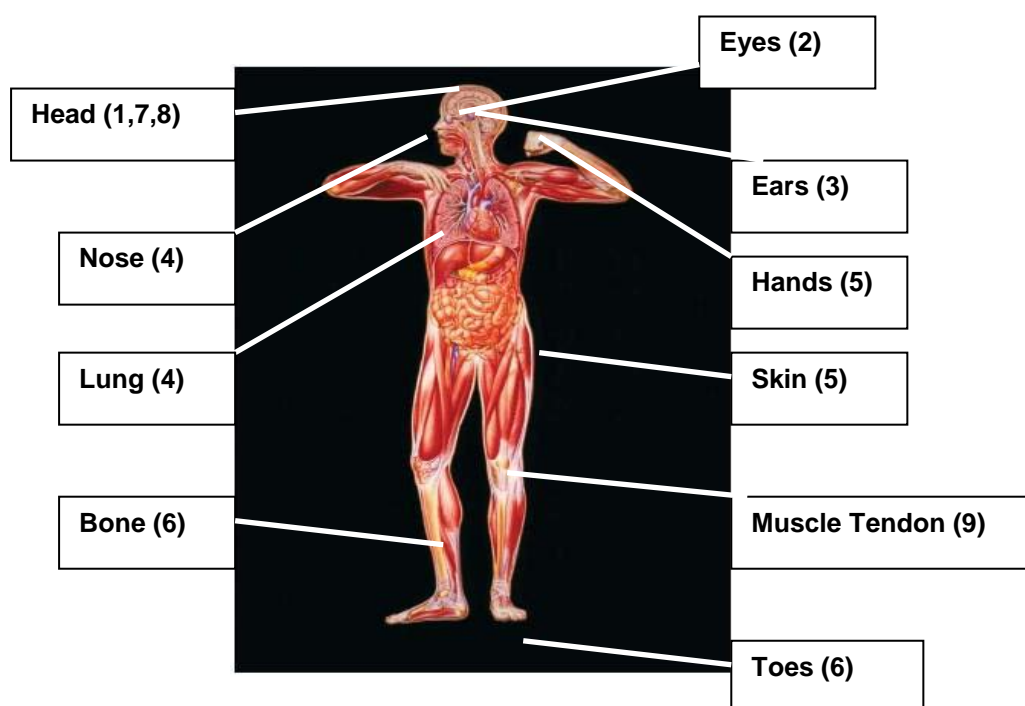 Eyes (2)
Head (1,7,8)
Ears (3)
Nose (4)
Hands (5)
Lung (4)
Skin (5)
Bone (6)
Muscle Tendon (9)
Toes (6)